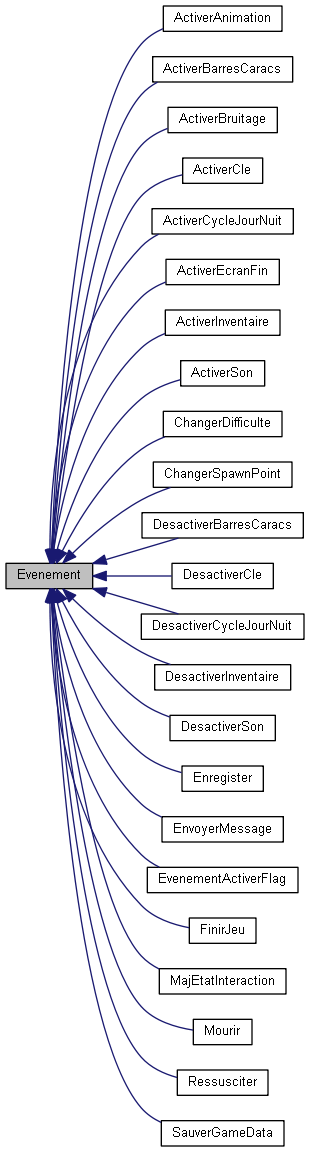 ActiverAnimation
ActiverBarresCaracs
ActiverBruitage
ActiverCle
ActiverCycleJourNuit
ActiverEcranFin
ActiverInventaire
ActiverSon
ChangerDifficulte
ChangerSpawnPoint
DesactiverBarresCaracs
Evenement
DesactiverCle
DesactiverCycleJourNuit
DesactiverInventaire
DesactiverSon
Enregister
EnvoyerMessage
EvenementActiverFlag
FinirJeu
MajEtatInteraction
Mourir
Ressusciter
SauverGameData